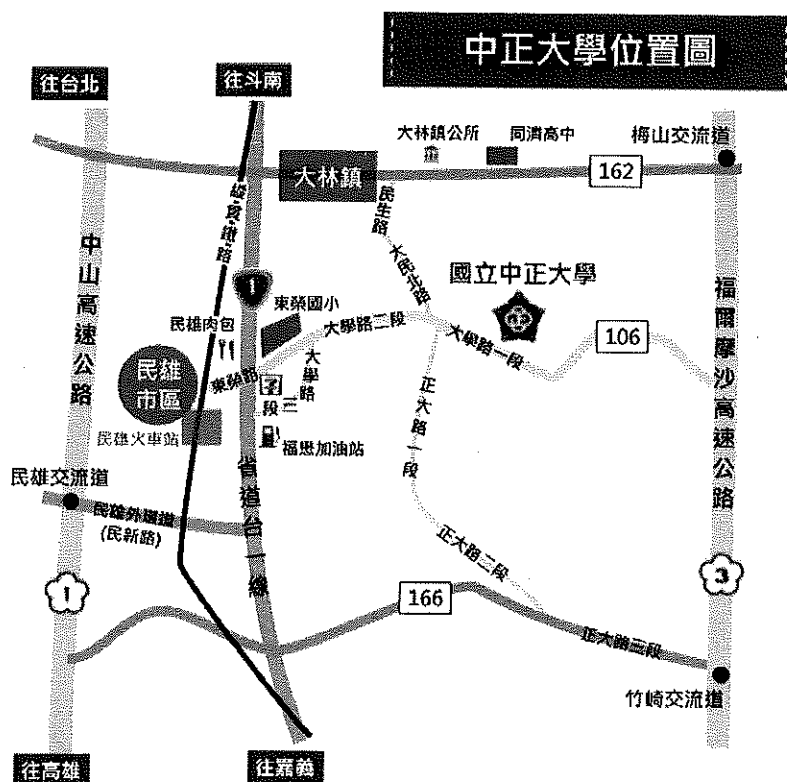 中正大學位置圖
往台北
往斗南
大林鎮公所
同濟高中
梅山交流道
大林鎮
162
縱貫鐵路
民生路
大民北路
中山高速公路
1
國立中正大學
東榮國小
民雄肉包
大學路二段
大學路一段
106
福爾摩沙高速公路
民雄市區
東榮路
大學路三段
正大路一段
民雄火車站
福懋加油站
民雄交流道
民雄外環道
(民新路)
省道台一線
正大路二段
1
166
3
正大路三段
竹崎交流道
往高雄
往嘉義